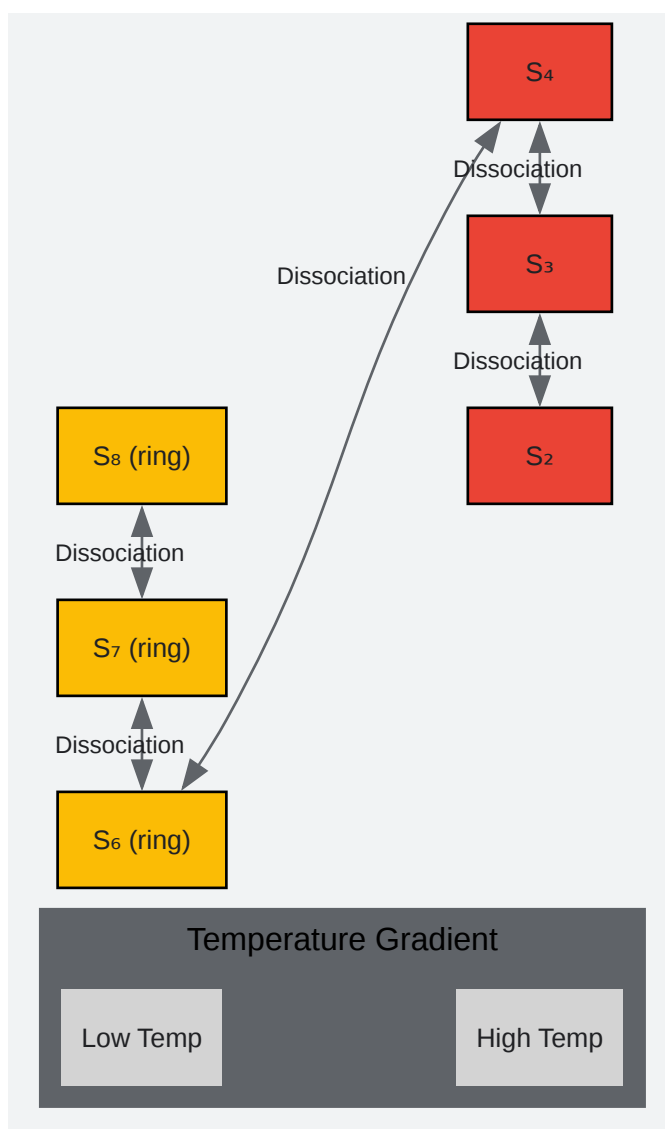 S₄
Dissociation
S₃
Dissociation
Dissociation
S₂
S₈ (ring)
Dissociation
S₇ (ring)
Dissociation
S₆ (ring)
Temperature Gradient
Low Temp
High Temp